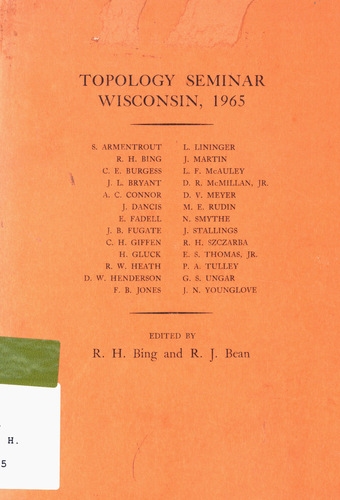 TOPOLOGY SEMINAR
WISCONSIN, 1965
S. ARMENTROUT
R. H. BING
C. E. BURGESS
J. L. BRYANT
A. C. CONNOR
J. DANCIS
E. FADELL
J. B. FUGATE
C. H. GIFFEN
H. GLUCK
R. W. HEATH
D. W. HENDERSON
F. B. JONES
L. LININGER
J. MARTIN
L. F. McAULEY
D. R. McMILLAN, JR.
D. V. MEYER
M. E. RUDIN
N. SMYTHE
J. STALLINGS
R. H. SZCZARBA
E. S. THOMAS, JR.
P. A. TULLEY
G. S. UNGAR
J. N. YOUNGLOVE
EDITED BY
R. H. Bing and R. J. Bean
H.
5